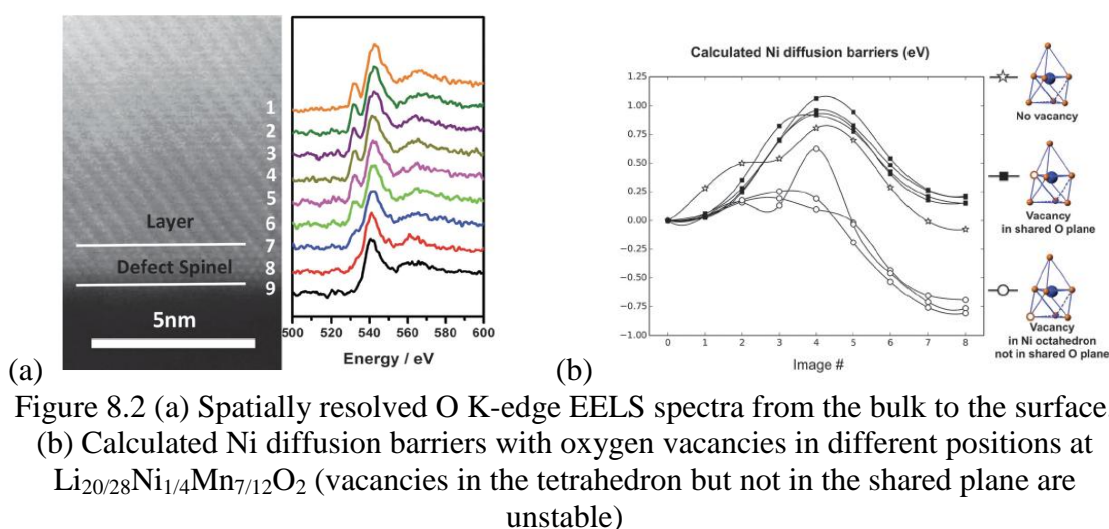 Layer
Defect Spinel
5nm
1
2
3
4
5
6
7
8
9
500 520 540 560 580 600
Energy / eV
(a)
Calculated Ni diffusion barriers (eV)
1.25
1.00
0.75
0.50
0.25
0.00
−0.25
−0.50
−0.75
−1.00
0 1 2 3 4 5 6 7 8
Image #
No vacancy
Vacancy
in shared O plane
Vacancy
in Ni octahedron
not in shared O plane
(b)
Figure 8.2 (a) Spatially resolved O K-edge EELS spectra from the bulk to the surface
(b) Calculated Ni diffusion barriers with oxygen vacancies in different positions at
Li20/28Ni1/4Mn7/12O2 (vacancies in the tetrahedron but not in the shared plane are
unstable)